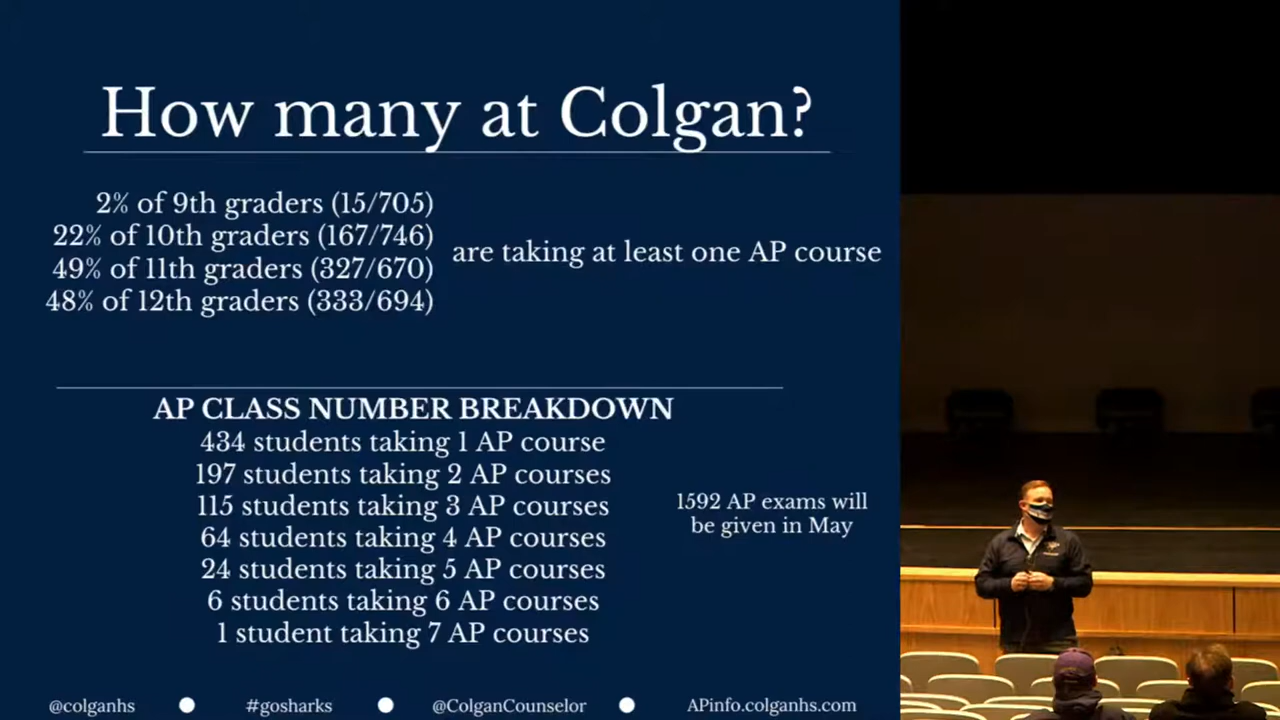 How many at Colgan?
2% of 9th graders (15/705)
22% of 10th graders (167/746)
49% of 11th graders (327/670)
48% of 12th graders (333/694)
are taking at least one AP course
AP CLASS NUMBER BREAKDOWN
434 students taking 1 AP course
197 students taking 2 AP courses
115 students taking 3 AP courses
64 students taking 4 AP courses
24 students taking 5 AP courses
6 students taking 6 AP courses
1 student taking 7 AP courses
1592 AP exams will
be given in May
@colganhs
#gosharks
@ColganCounselor
APinfo.colganhs.com